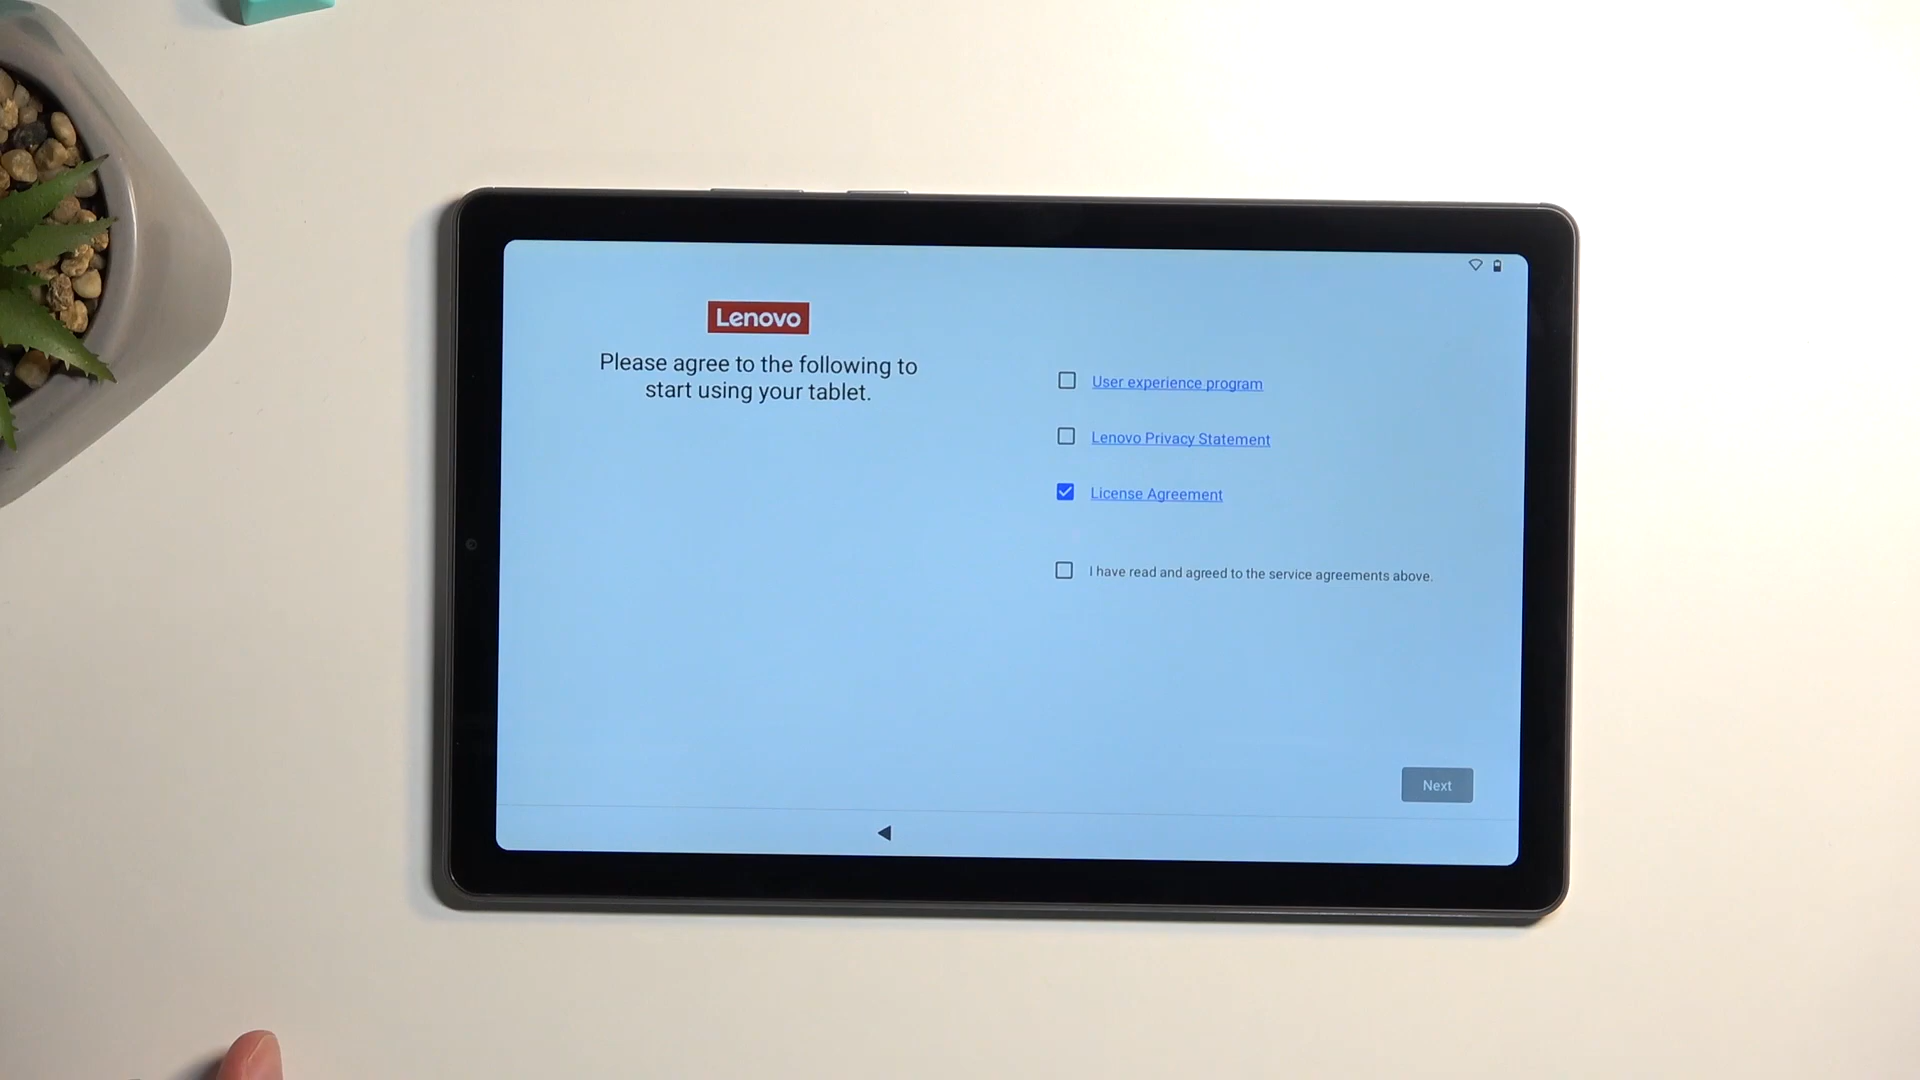 Lenovo
Please agree to the following to
start using your tablet.
User experience program
Lenovo Privacy Statement
License Agreement
I have read and agreed to the service agreements above.
Next